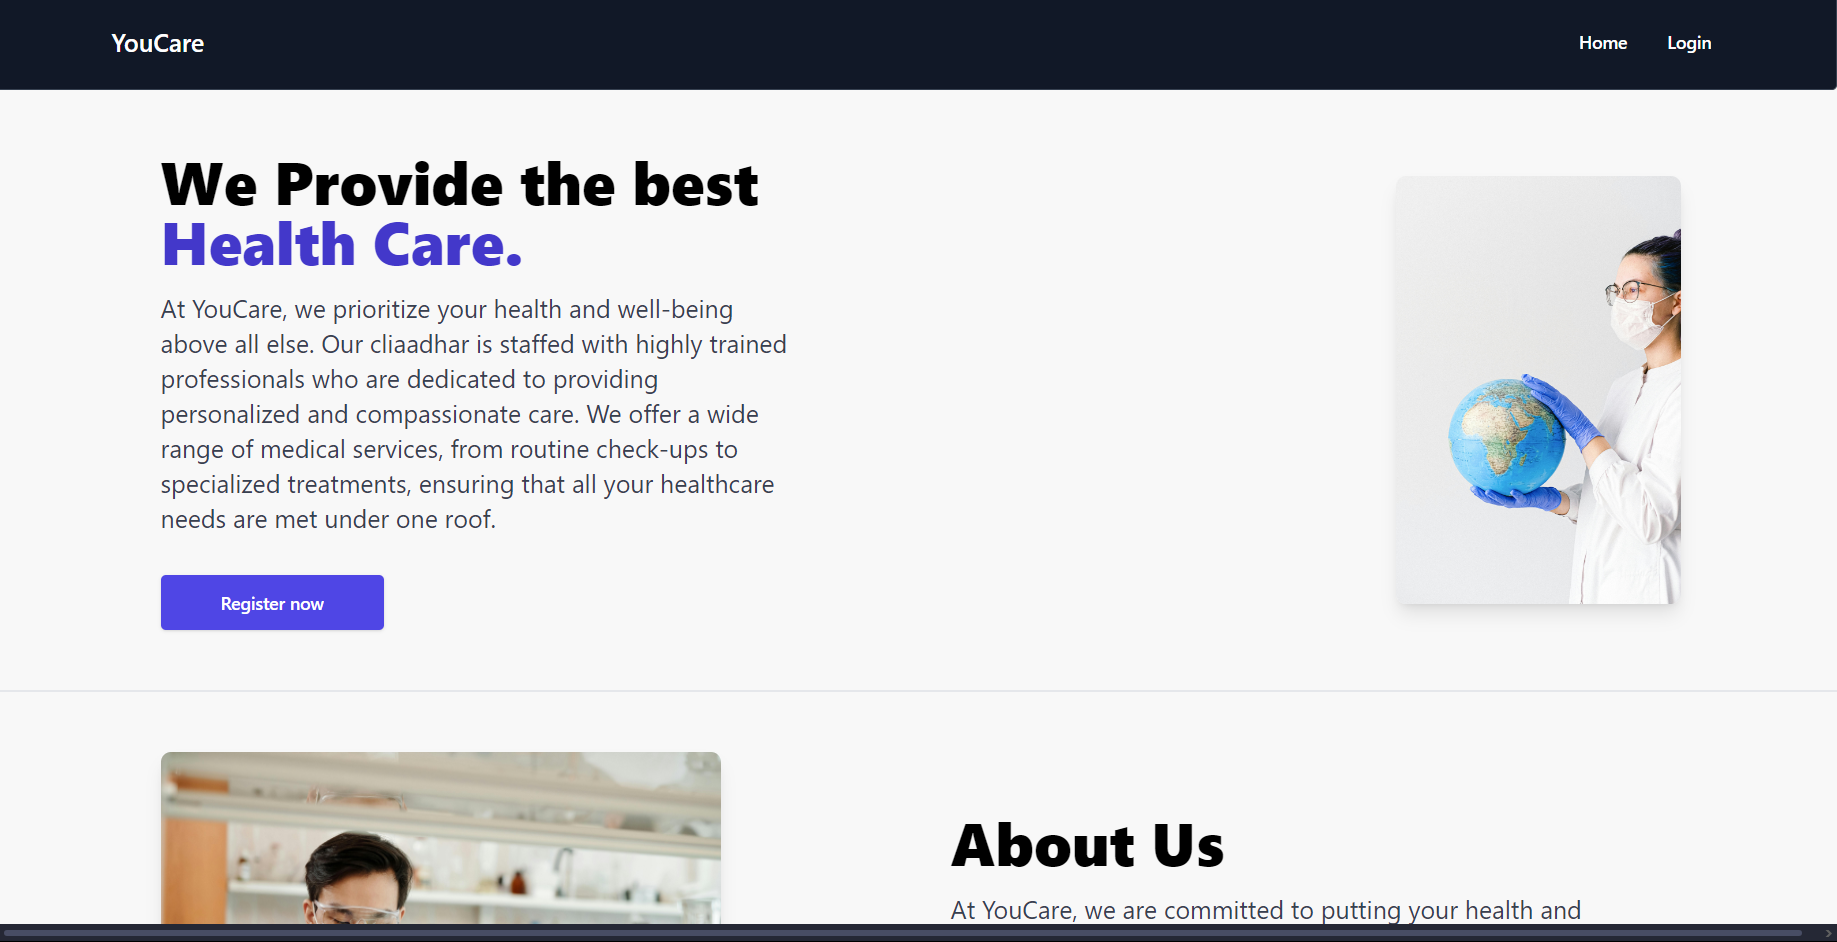 YouCare
Home
Login
We Provide the best
Health Care.
At YouCare, we prioritize your health and well-being
above all else. Our cliaadhar is staffed with highly trained
professionals who are dedicated to providing
personalized and compassionate care. We offer a wide
range of medical services, from routine check-ups to
specialized treatments, ensuring that all your healthcare
needs are met under one roof.
Register now
About Us
At YouCare, we are committed to putting your health and